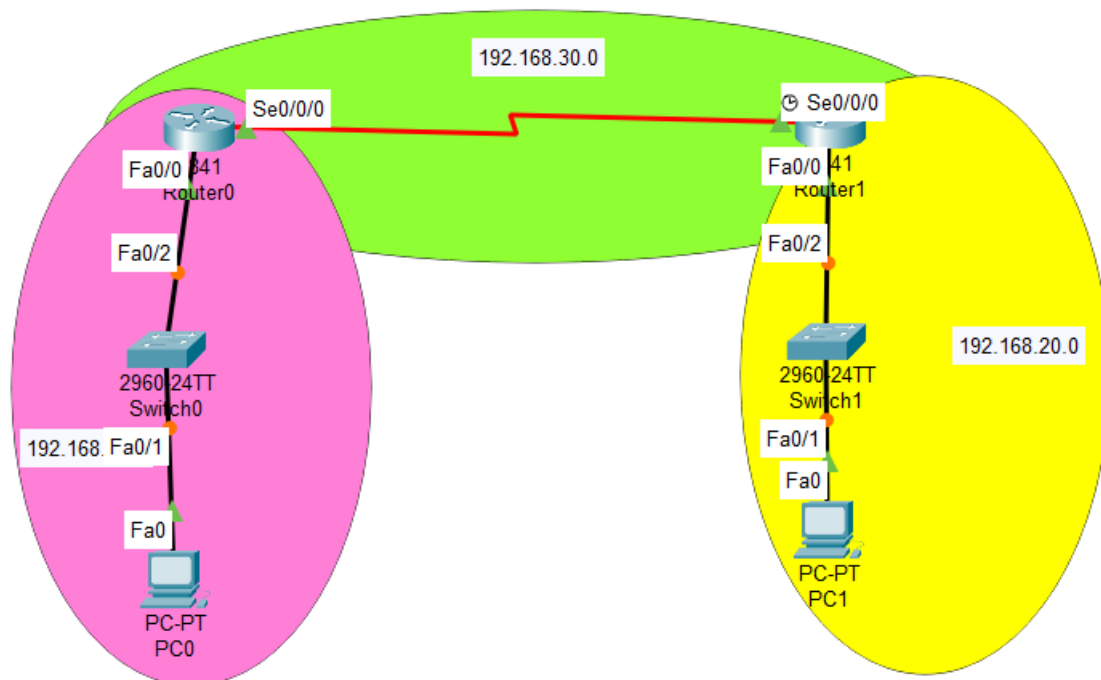 192.168.30.0
Se0/0/0
Se0/0/0
Fa0/0
841
Router0
Fa0/0
41
Router1
Fa0/2
Fa0/2
2960-24TT
Switch0
2960-24TT
Switch1
192.168.20.0
192.168.
Fa0/1
Fa0/1
Fa0
Fa0
PC-PT
PC0
PC-PT
PC1